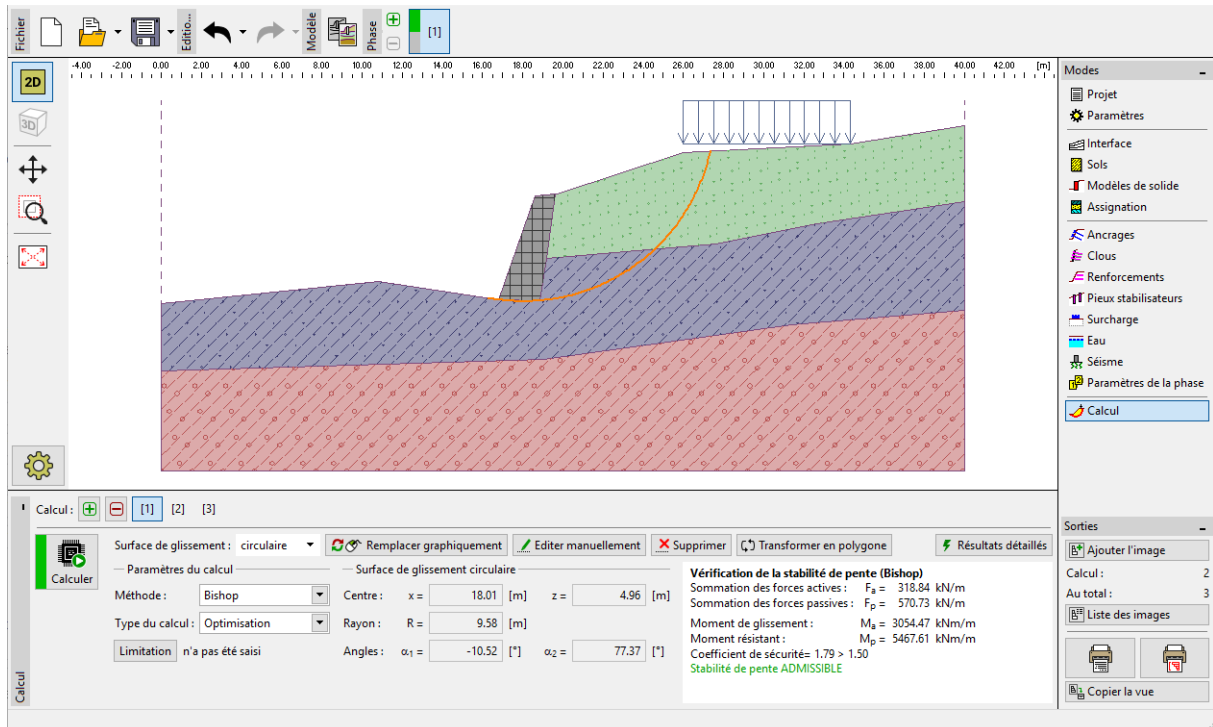 Fichier
Editio...
Modèle
Phase
[1]
2D
3D
-4.00 -2.00 0.00 2.00 4.00 6.00 8.00 10.00 12.00 14.00 16.00 18.00 20.00 22.00 24.00 26.00 28.00 30.00 32.00 34.00 36.00 38.00 40.00 42.00 [m]
Modes
Projet
Paramètres
Interface
Sols
Modèles de solide
Assignation
Ancrages
Clous
Renforcements
Pieux stabilisateurs
Surcharge
Eau
Séisme
Paramètres de la phase
Calcul
Calcul : [1] [2] [3]
Calculer
Surface de glissement : circulaire Remplacer graphiquement Editer manuellement Supprimer Transformer en polygone Résultats détaillés
Paramètres du calcul
Méthode : Bishop
Type du calcul : Optimisation
Limitation n'a pas été saisi
Surface de glissement circulaire
Centre : x = 18.01 [m] z = 4.96 [m]
Rayon : R = 9.58 [m]
Angles : α1 = -10.52 [°] α2 = 77.37 [°]
Vérification de la stabilité de pente (Bishop)
Sommation des forces actives : Fa = 318.84 kN/m
Sommation des forces passives : Fp = 570.73 kN/m
Moment de glissement : Ma = 3054.47 kNm/m
Moment résistant : Mp = 5467.61 kNm/m
Coefficient de sécurité= 1.79 > 1.50
Stabilité de pente ADMISSIBLE
Calcul
Sorties
Ajouter l'image
Calcul : 2
Au total : 3
Liste des images
Copier la vue